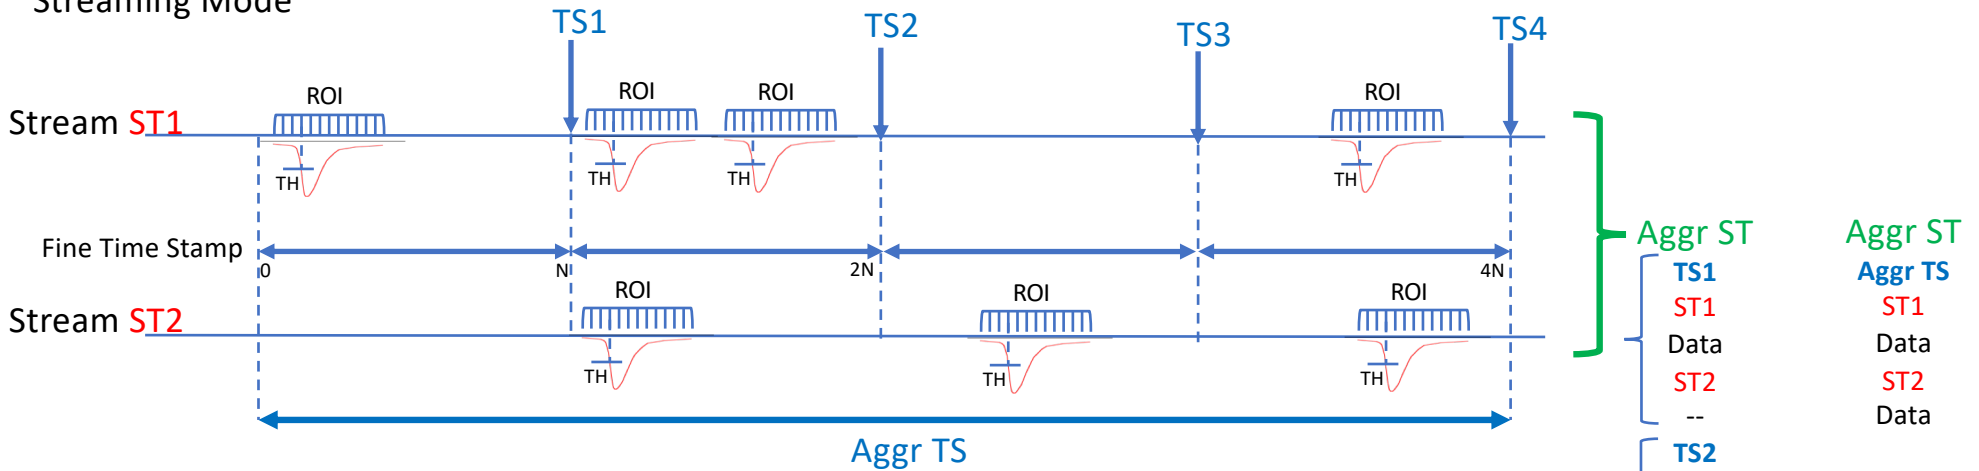 Streaming Mode
TS1
TS2
TS3
TS4
ROI
ROI
ROI
ROI
Stream ST1
TH
TH
TH
TH
Fine Time Stamp
0
N
2N
4N
ROI
ROI
ROI
Stream ST2
TH
TH
TH
Aggr TS
Aggr ST
TS1
ST1
Data
ST2
--
TS2
Aggr ST
Aggr TS
ST1
Data
ST2
Data